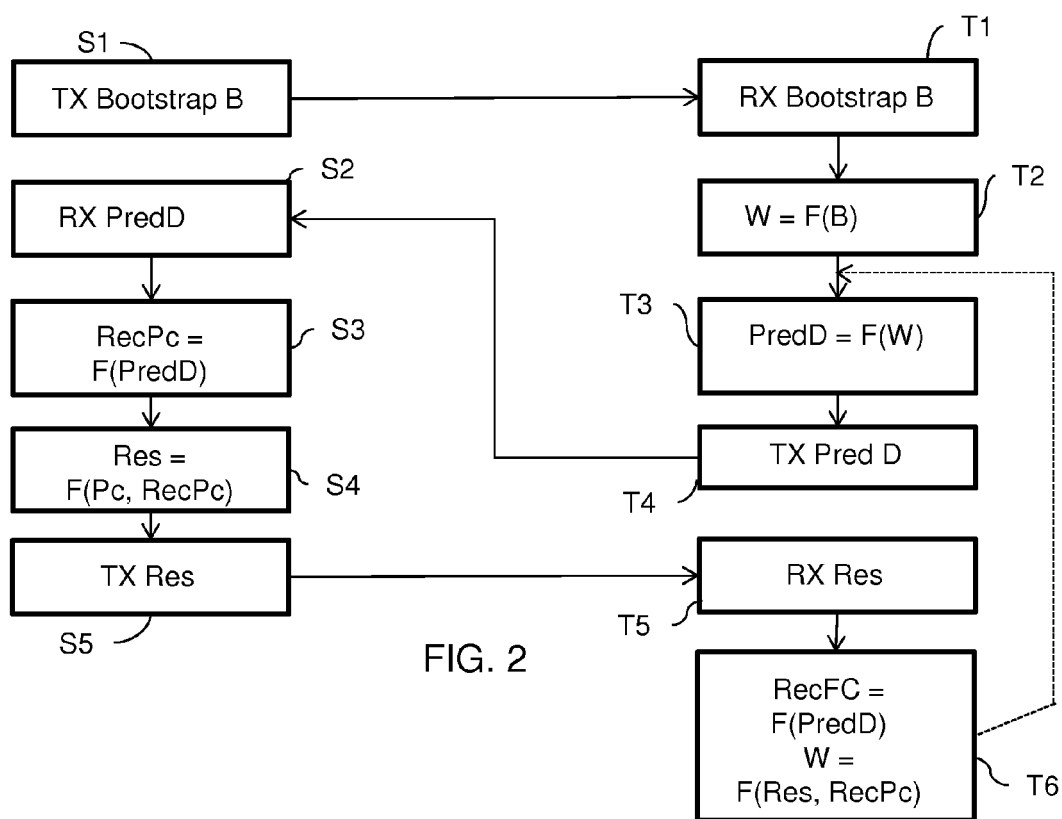 S1
TX Bootstrap B
T1
RX Bootstrap B
S2
RX PredD
T2
W = F(B)
S3
RecPc =
F(PredD)
T3
PredD = F(W)
S4
Res =
F(Pc, RecPc)
T4
TX Pred D
S5
TX Res
T5
RX Res
FIG. 2
T6
RecFC =
F(PredD)
W =
F(Res, RecPc)